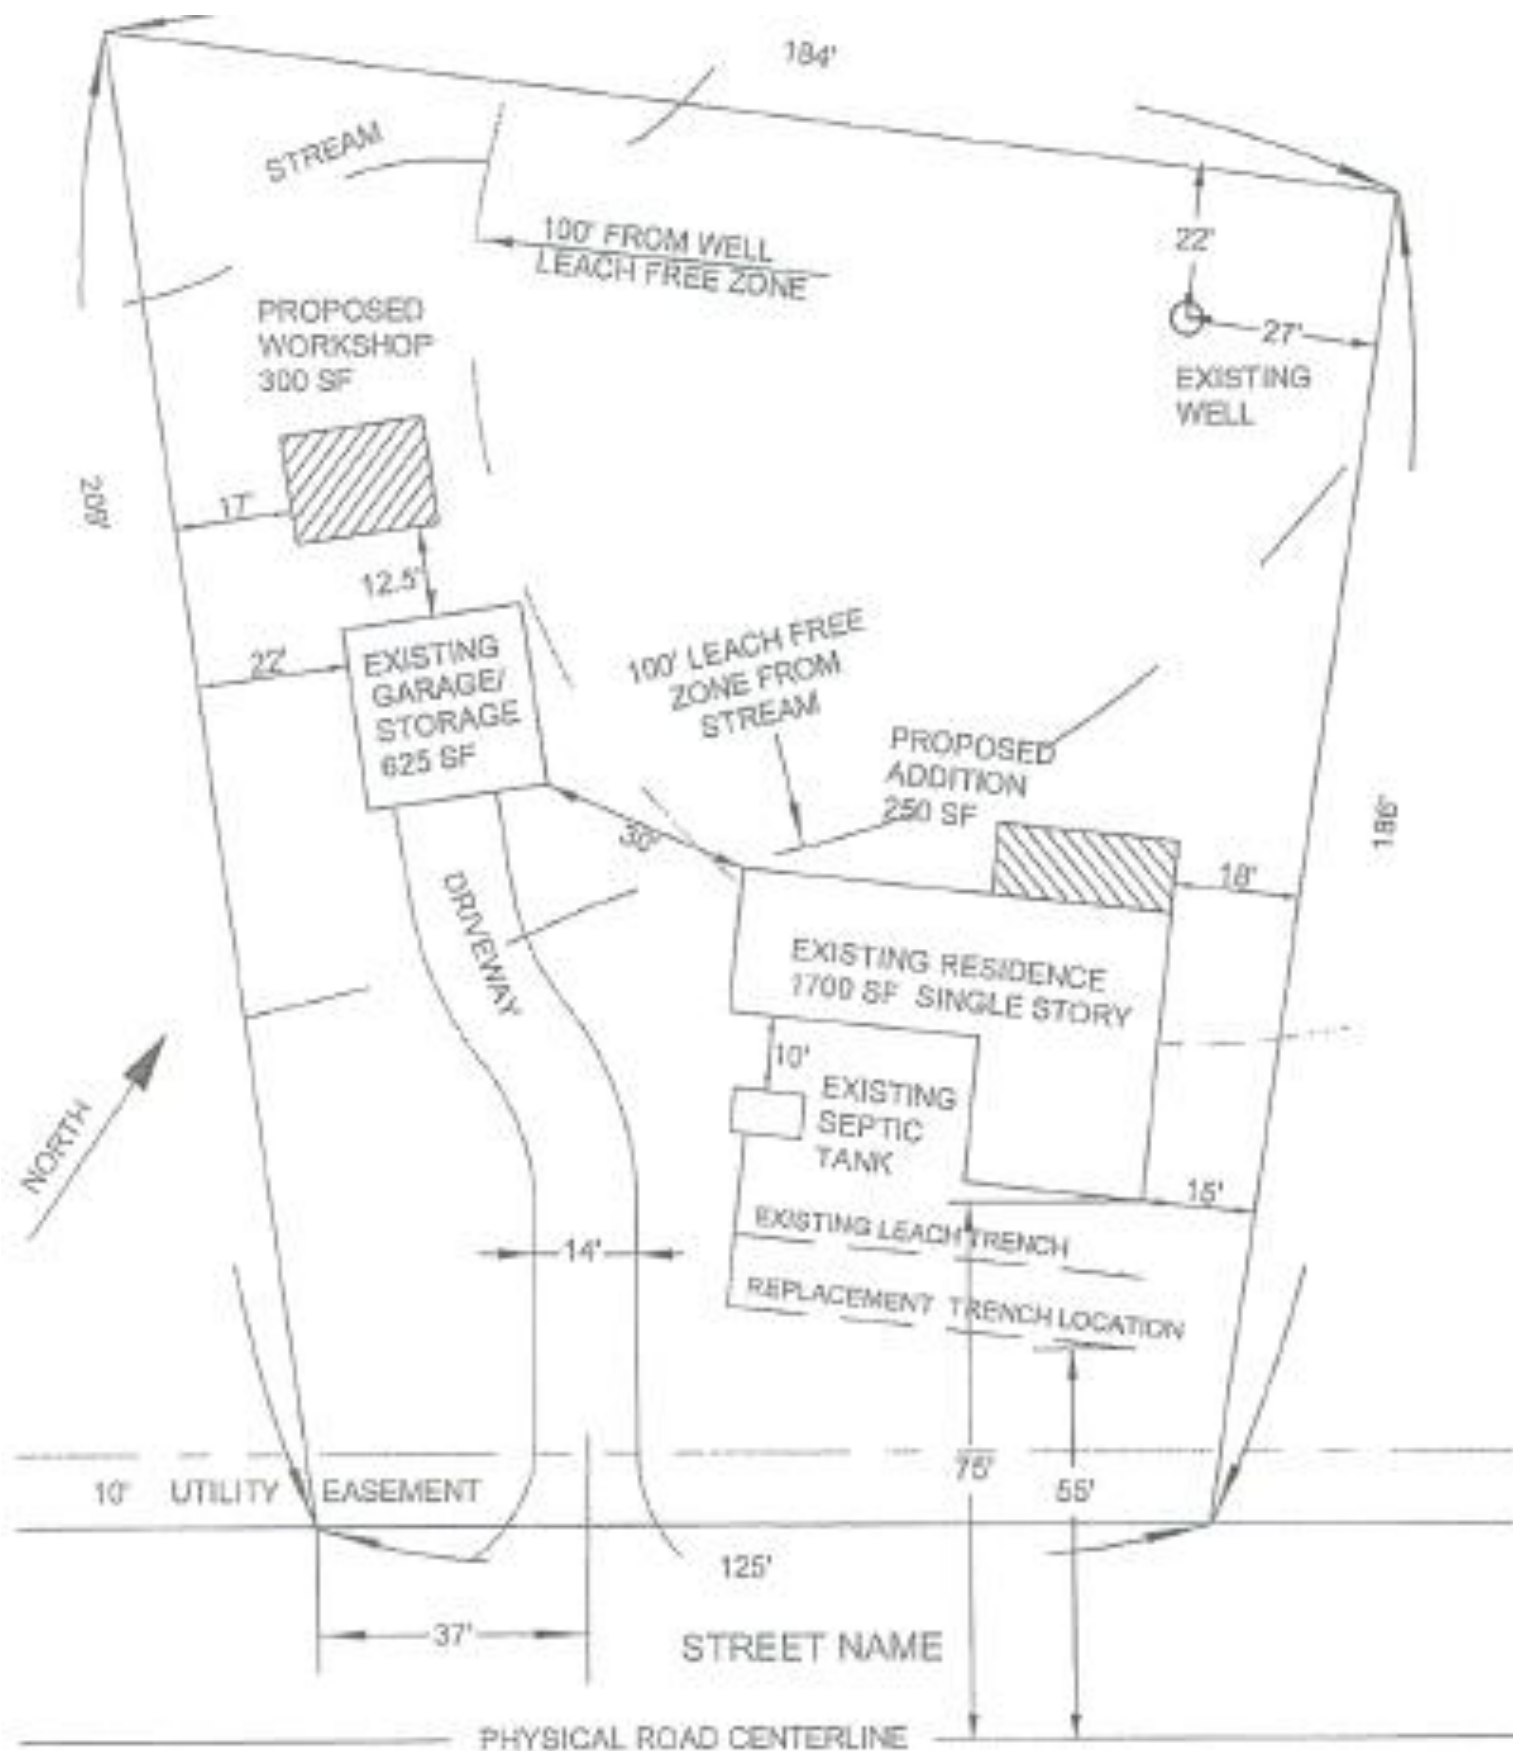 184'
STREAM
100' FROM WELL
LEACH FREE ZONE
22'
27'
EXISTING
WELL
PROPOSED
WORKSHOP
300 SF
17'
12.5'
22'
EXISTING
GARAGE/
STORAGE
625 SF
100' LEACH FREE
ZONE FROM
STREAM
PROPOSED
ADDITION
250 SF
18'
186'
DRIVEWAY
EXISTING RESIDENCE
1700 SF SINGLE STORY
10'
EXISTING
SEPTIC
TANK
NORTH
15'
EXISTING LEACH TRENCH
14'
REPLACEMENT TRENCH LOCATION
75'
55'
10' UTILITY EASEMENT
125'
37'
STREET NAME
PHYSICAL ROAD CENTERLINE